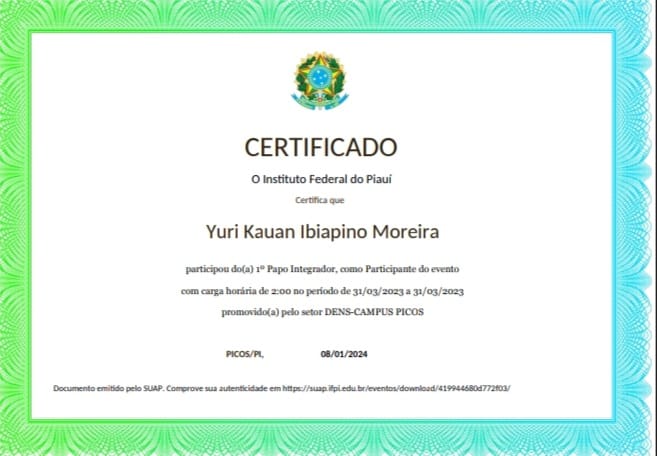 CERTIFICADO
O Instituto Federal do Piauí
Certifica que
Yuri Kauan Ibiapino Moreira
participou do(a) 1º Papo Integrador, como Participante do evento
com carga horária de 2:00 no período de 31/03/2023 a 31/03/2023
promovido(a) pelo setor DENS-CAMPUS PICOS
PICOS/PI, 08/01/2024
Documento emitido pelo SUAP. Comprove sua autenticidade em https://suap.ifpi.edu.br/eventos/download/419944680d772f03/